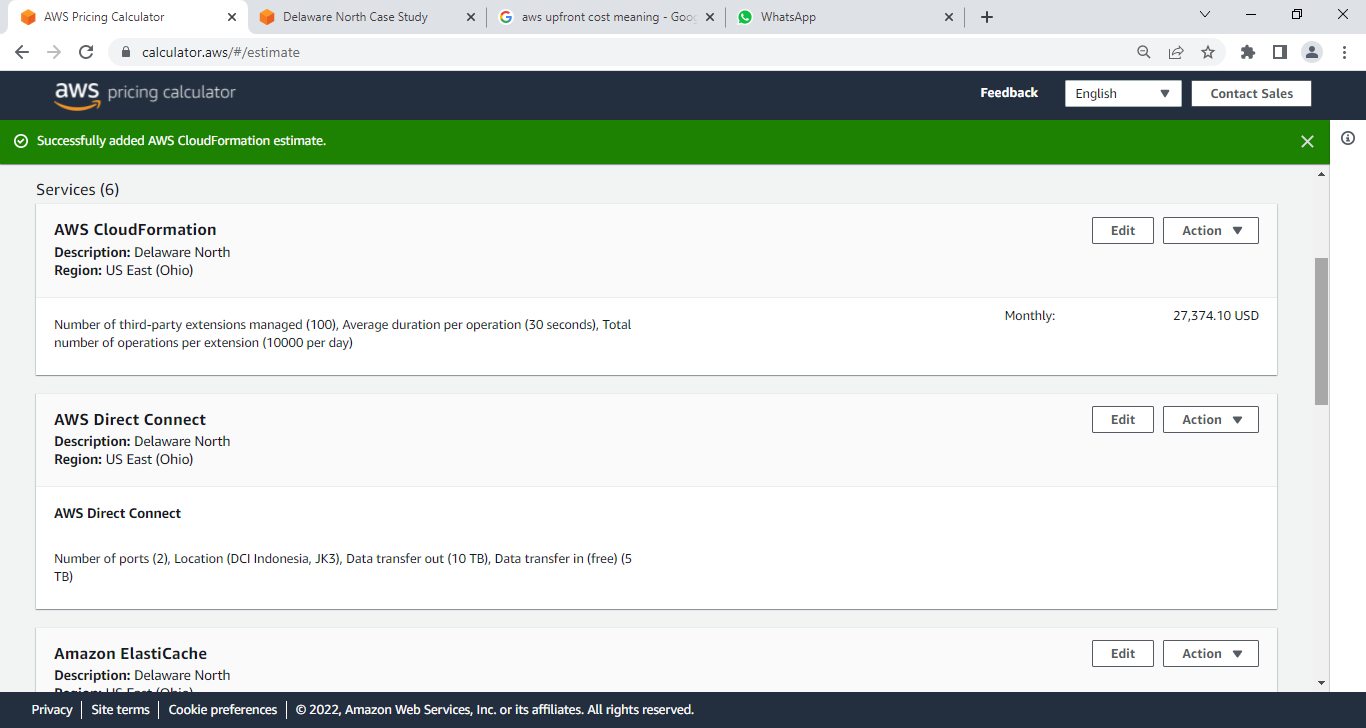 AWS Pricing Calculator
Delaware North Case Study
aws upfront cost meaning - Goo
WhatsApp
calculator.aws/#/estimate
aws pricing calculator
Feedback
English
Contact Sales
Successfully added AWS CloudFormation estimate.
Services (6)
AWS CloudFormation
Edit
Action
Description: Delaware North
Region: US East (Ohio)
Number of third-party extensions managed (100), Average duration per operation (30 seconds), Total
number of operations per extension (10000 per day)
Monthly:
27,374.10 USD
AWS Direct Connect
Edit
Action
Description: Delaware North
Region: US East (Ohio)
AWS Direct Connect
Number of ports (2), Location (DCI Indonesia, JK3), Data transfer out (10 TB), Data transfer in (free) (5
TB)
Amazon ElastiCache
Edit
Action
Description: Delaware North
Region: US East (Ohio)
Privacy
Site terms
Cookie preferences
© 2022, Amazon Web Services, Inc. or its affiliates. All rights reserved.